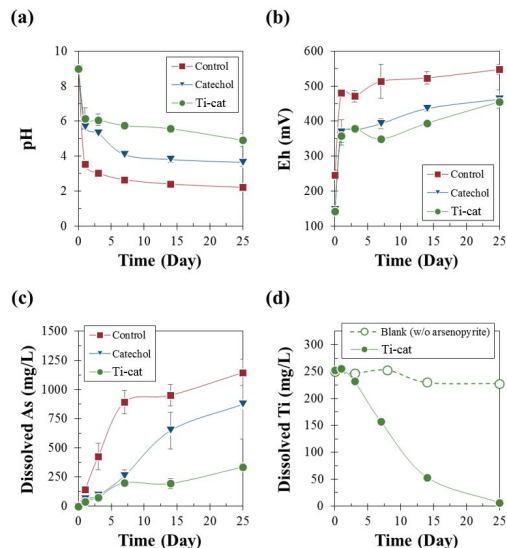 (a)
10
8
6
4
2
0
pH
Control
Catechol
Ti-cat
0 5 10 15 20 25
Time (Day)
(b)
600
500
400
300
200
100
Eh (mV)
Control
Catechol
Ti-cat
0 5 10 15 20 25
Time (Day)
(c)
1500
1250
1000
750
500
250
0
Dissolved As (mg/L)
Control
Catechol
Ti-cat
0 5 10 15 20 25
Time (Day)
(d)
350
300
250
200
150
100
50
0
Dissolved Ti (mg/L)
Blank (w/o arsenopyrite)
Ti-cat
0 5 10 15 20 25
Time (Day)